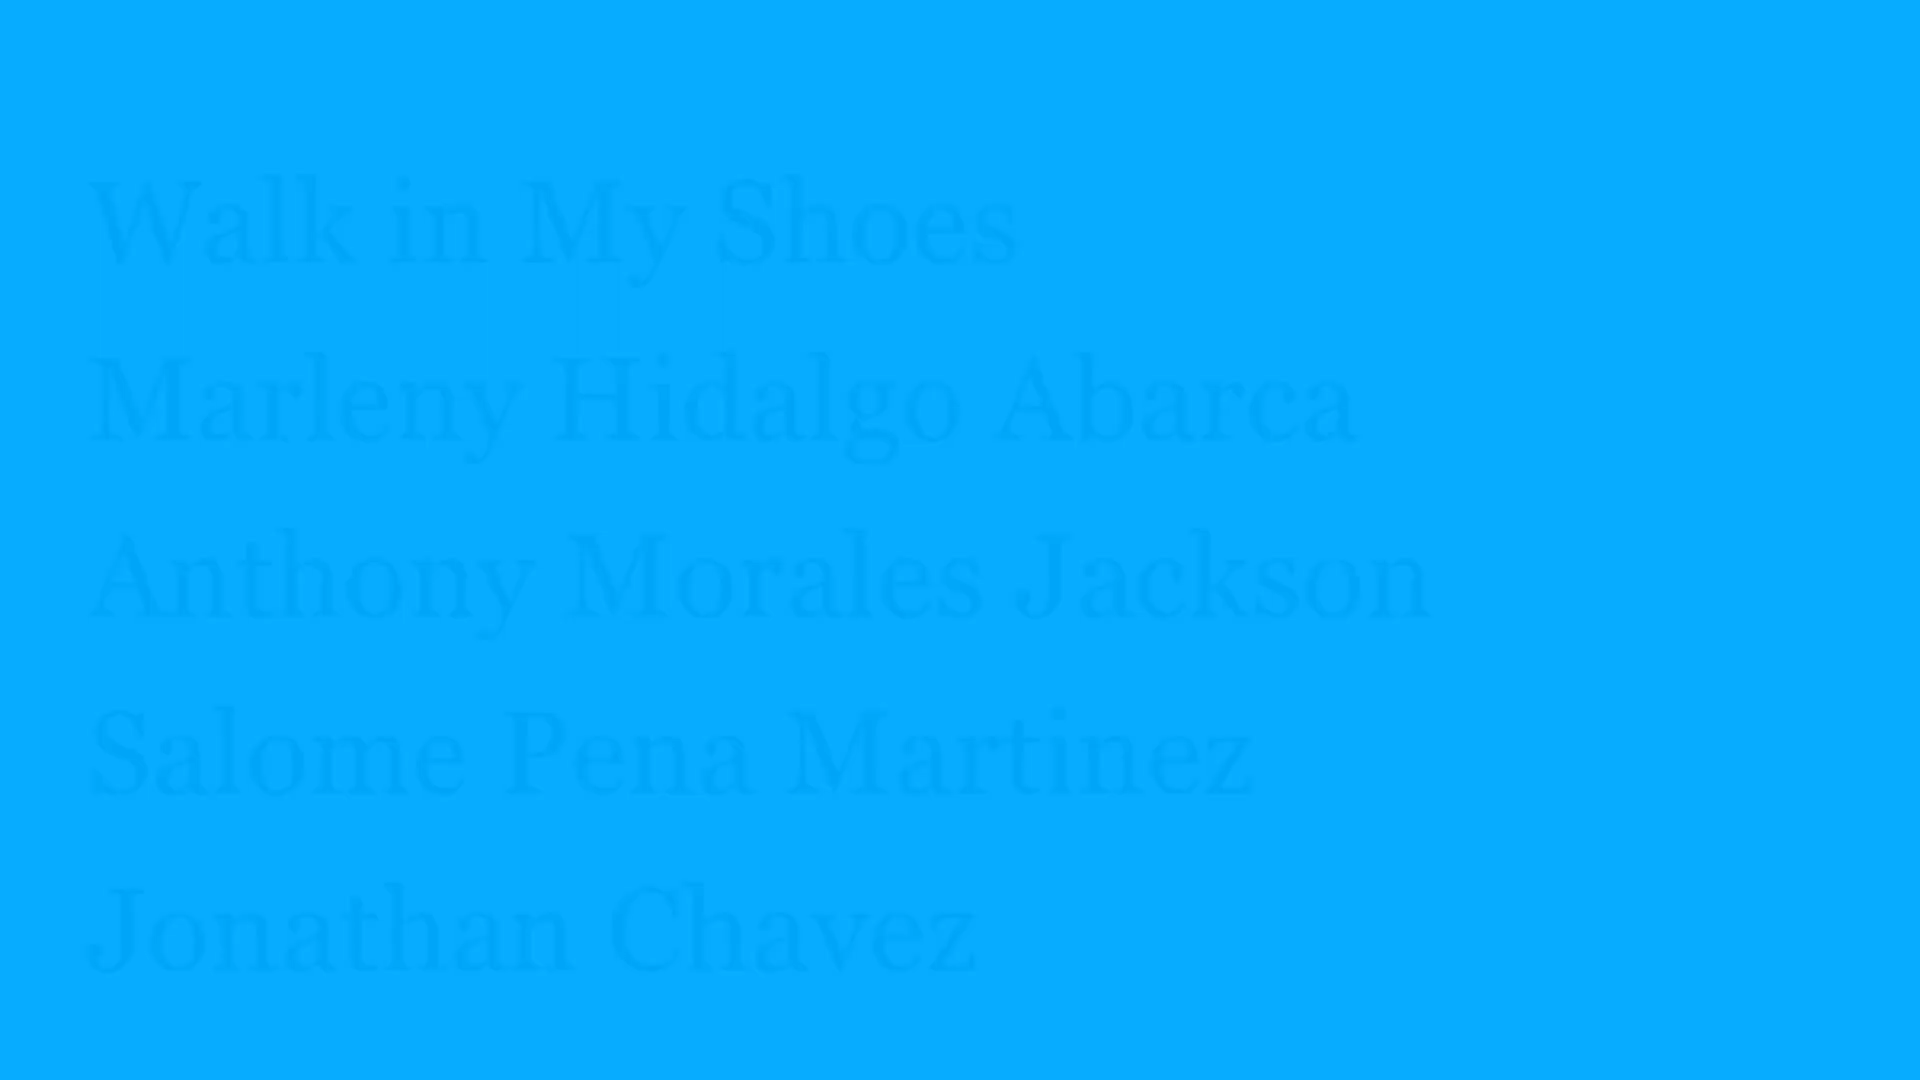 Walk in My Shoes
Marleny Hidalgo Abarca
Anthony Morales Jackson
Salome Pena Martinez
Jonathan Chavez